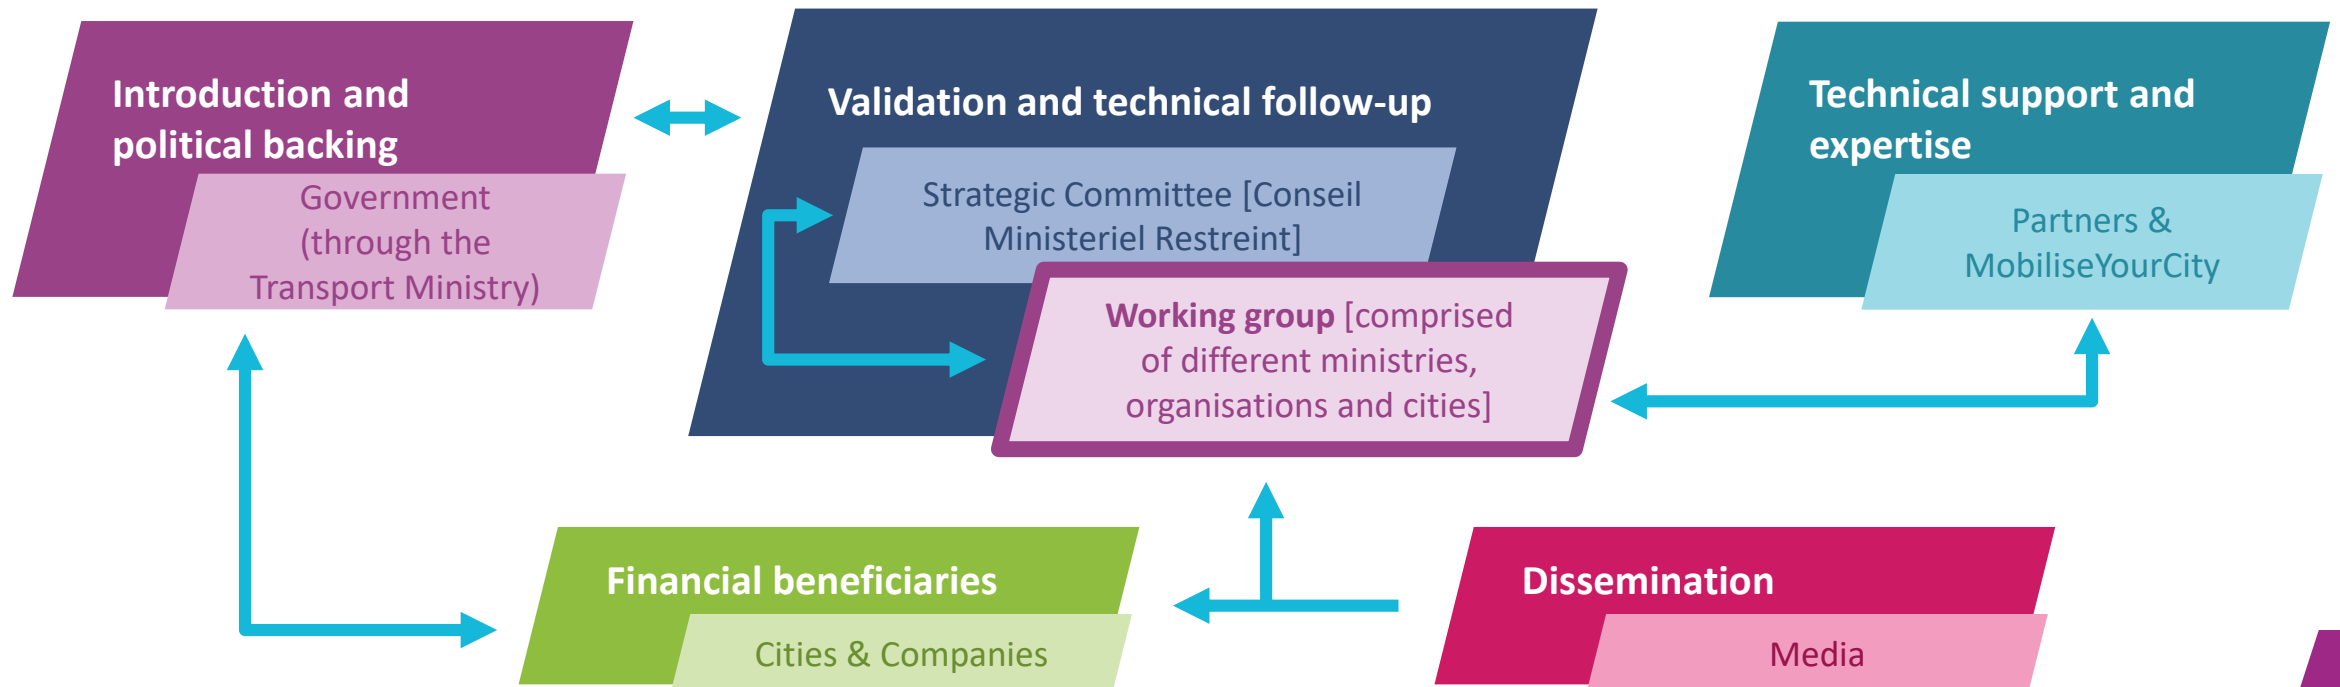 Introduction and
political backing
Government
(through the
Transport Ministry)
Validation and technical follow-up
Strategic Committee [Conseil
Ministeriel Restreint]
Working group [comprised
of different ministries,
organisations and cities]
Technical support and
expertise
Partners &
MobiliseYourCity
Financial beneficiaries
Cities & Companies
Dissemination
Media